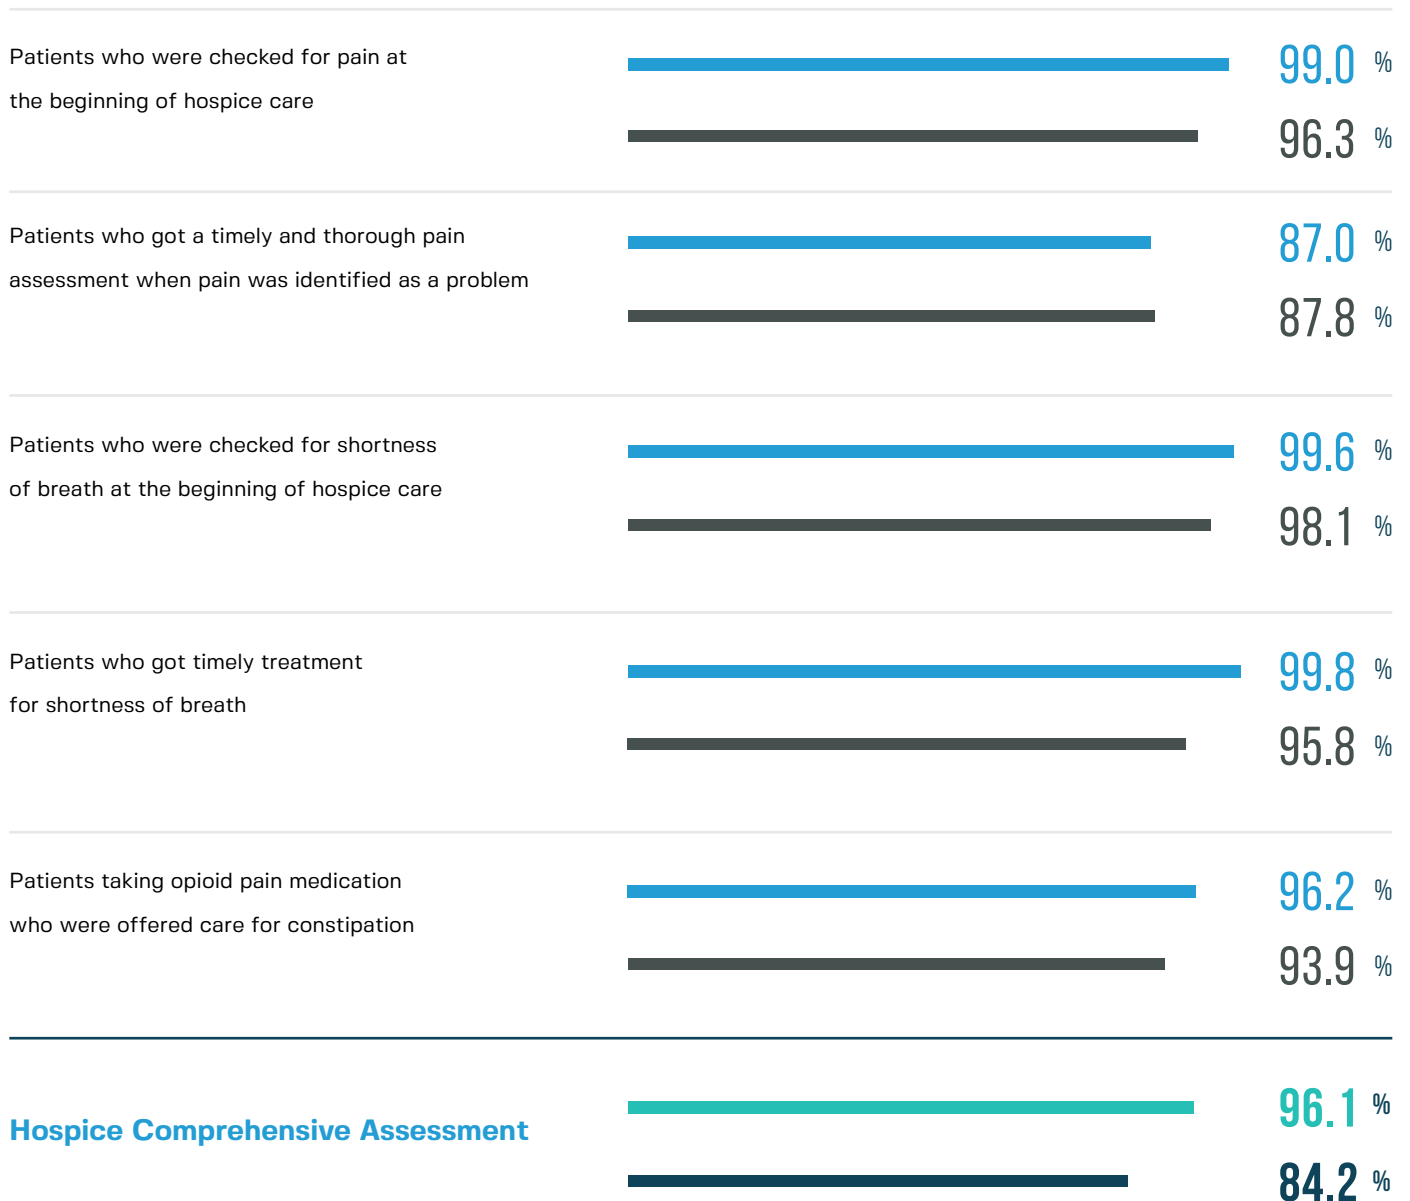 Patients who were checked for pain at
the beginning of hospice care
99.0 %
96.3 %
Patients who got a timely and thorough pain
assessment when pain was identified as a problem
87.0 %
87.8 %
Patients who were checked for shortness
of breath at the beginning of hospice care
99.6 %
98.1 %
Patients who got timely treatment
for shortness of breath
99.8 %
95.8 %
Patients taking opioid pain medication
who were offered care for constipation
96.2 %
93.9 %
Hospice Comprehensive Assessment
96.1 %
84.2 %